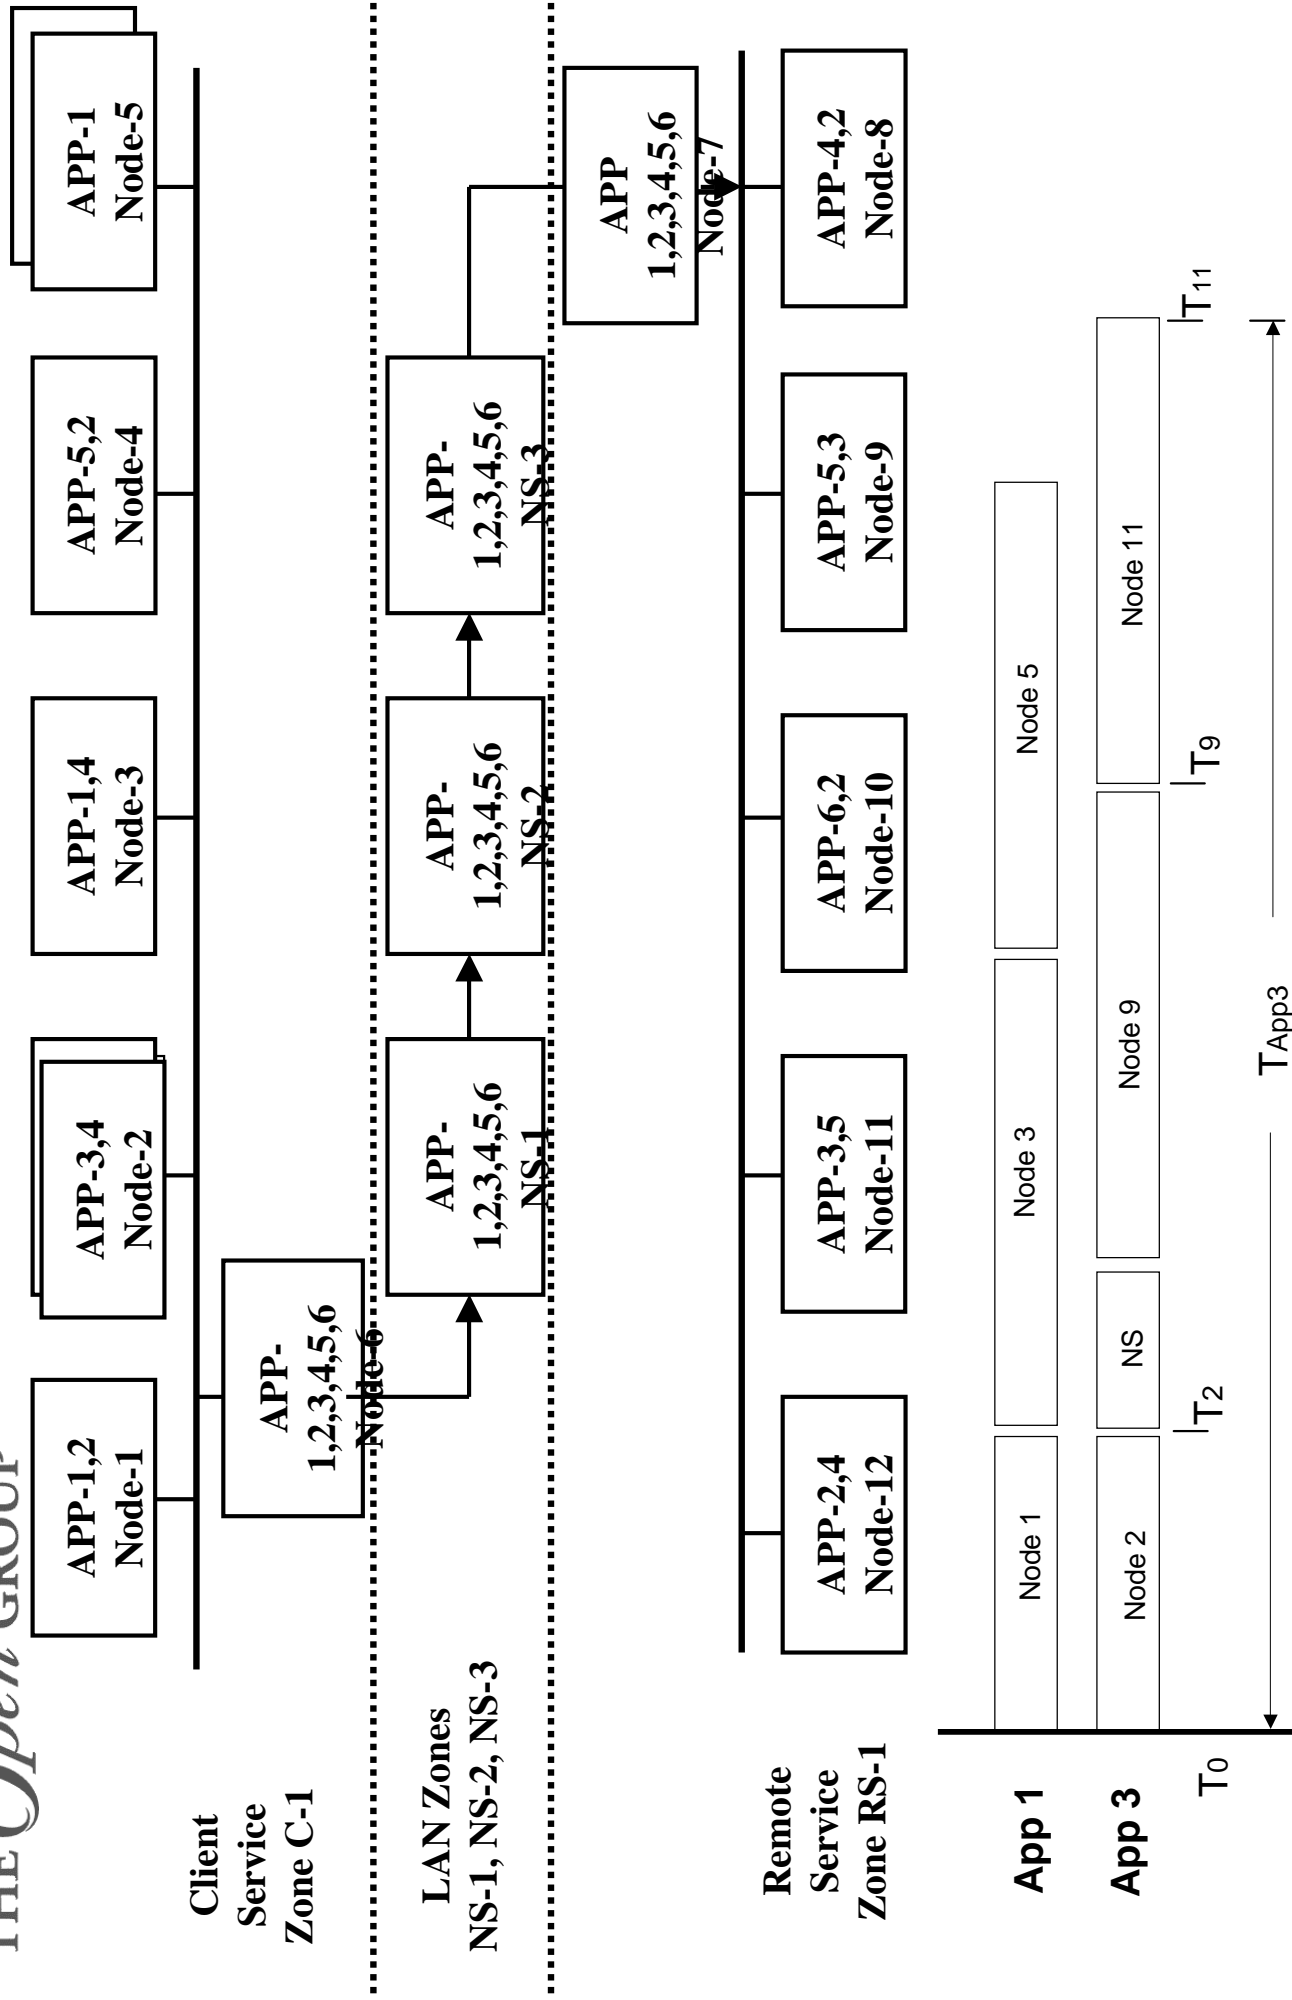 THE Open GROUP
APP-1,2
Node-1
APP-3,4
Node-2
APP-1,4
Node-3
APP-5,2
Node-4
APP-1
Node-5
Client
Service
Zone C-1
APP-
1,2,3,4,5,6
Node-6
LAN Zones
NS-1, NS-2, NS-3
APP-
1,2,3,4,5,6
NS-1
APP-
1,2,3,4,5,6
NS-2
APP-
1,2,3,4,5,6
NS-3
APP
1,2,3,4,5,6
Node-7
Remote
Service
Zone RS-1
APP-2,4
Node-12
APP-3,5
Node-11
APP-6,2
Node-10
APP-5,3
Node-9
APP-4,2
Node-8
App 1
Node 1
Node 3
Node 5
App 3
Node 2
NS
Node 9
Node 11
T0
T2
T9
T11
TApp3